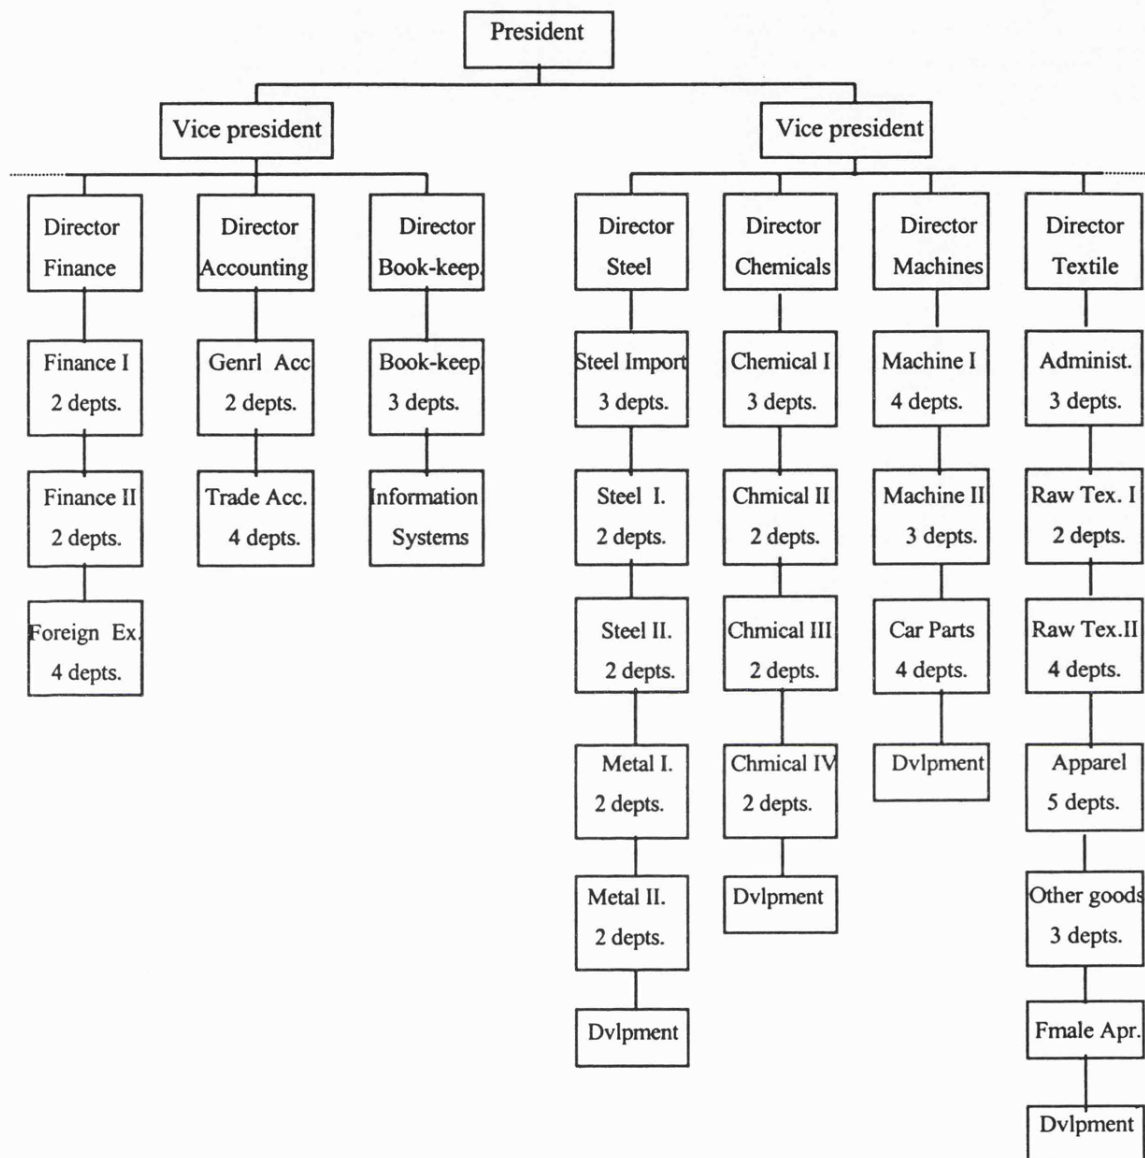 President
Vice president
Vice president
Director
Finance
Director
Accounting
Director
Book-keep.
Director
Steel
Director
Chemicals
Director
Machines
Director
Textile
Finance I
2 depts.
Genrl Acc
2 depts.
Book-keep.
3 depts.
Steel Import
3 depts.
Chemical I
3 depts.
Machine I
4 depts.
Administ.
3 depts.
Finance II
2 depts.
Trade Acc.
4 depts.
Information
Systems
Steel I.
2 depts.
Chmical II
2 depts.
Machine II
3 depts.
Raw Tex. I
2 depts.
Foreign Ex.
4 depts.
Steel II.
2 depts.
Chmical III
2 depts.
Car Parts
4 depts.
Raw Tex.II
4 depts.
Metal I.
2 depts.
Chmical IV
2 depts.
Dvlpment
Apparel
5 depts.
Metal II.
2 depts.
Dvlpment
Other goods
3 depts.
Dvlpment
Fmale Apr.
Dvlpment